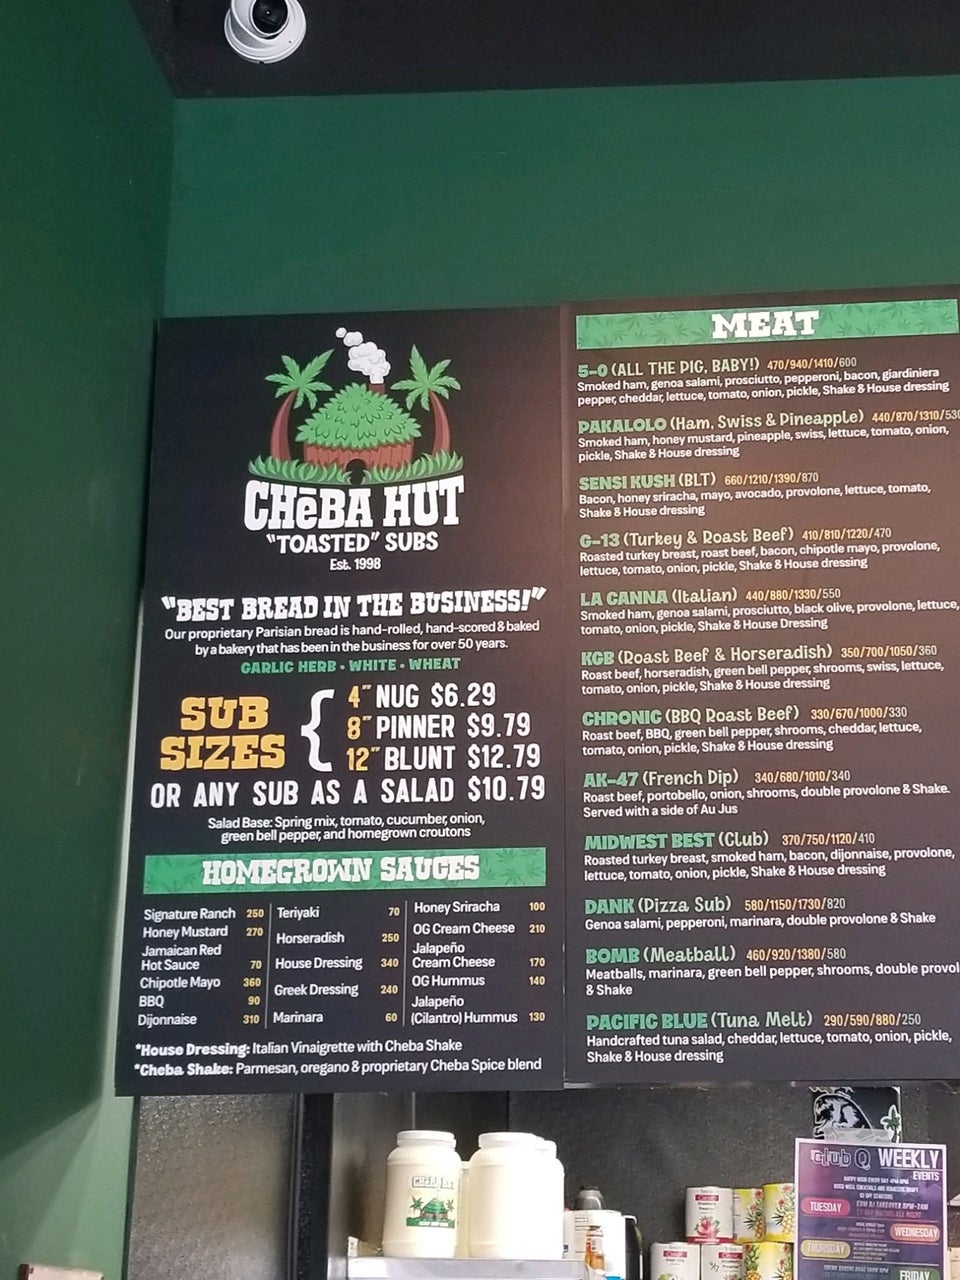 CHēBA HUT
"TOASTED" SUBS
Est. 1998
"BEST BREAD IN THE BUSINESS!"
Our proprietary Parisian bread is hand-rolled, hand-scored & baked
by a bakery that has been in the business for over 50 years.
GARLIC HERB • WHITE • WHEAT
SUB SIZES
4" NUG $6.29
8" PINNER $9.79
12" BLUNT $12.79
OR ANY SUB AS A SALAD $10.79
Salad Base: Spring mix, tomato, cucumber, onion,
green bell pepper, and homegrown croutons
HOMEGROWN SAUCES
Signature Ranch 250
Honey Mustard 270
Jamaican Red
Hot Sauce 70
Chipotle Mayo 360
BBQ 90
Dijonnaise 310
Teriyaki 70
Horseradish 250
House Dressing 340
Greek Dressing 240
Marinara 60
Honey Sriracha 100
OG Cream Cheese 210
Jalapeño
Cream Cheese 170
OG Hummus 140
Jalapeño
(Cilantro) Hummus 130
*House Dressing: Italian Vinaigrette with Cheba Shake
*Cheba Shake: Parmesan, oregano & proprietary Cheba Spice blend
MEAT
5-0 (ALL THE PIG, BABY!) 470/940/1410/600
Smoked ham, genoa salami, prosciutto, pepperoni, bacon, giardiniera
pepper, cheddar, lettuce, tomato, onion, pickle, Shake & House dressing
PAKALOLO (Ham, Swiss & Pineapple) 440/870/1310/530
Smoked ham, honey mustard, pineapple, swiss, lettuce, tomato, onion,
pickle, Shake & House dressing
SENSI KUSH (BLT) 660/1210/1390/870
Bacon, honey sriracha, mayo, avocado, provolone, lettuce, tomato,
Shake & House dressing
G-13 (Turkey & Roast Beef) 410/810/1220/470
Roasted turkey breast, roast beef, bacon, chipotle mayo, provolone,
lettuce, tomato, onion, pickle, Shake & House dressing
LA CANNA (Italian) 440/880/1330/550
Smoked ham, genoa salami, prosciutto, black olive, provolone, lettuce,
tomato, onion, pickle, Shake & House Dressing
KGB (Roast Beef & Horseradish) 350/700/1050/360
Roast beef, horseradish, green bell pepper, shrooms, swiss, lettuce,
tomato, onion, pickle, Shake & House dressing
CHRONIC (BBQ Roast Beef) 330/670/1000/330
Roast beef, BBQ, green bell pepper, shrooms, cheddar, lettuce,
tomato, onion, pickle, Shake & House dressing
AK-47 (French Dip) 340/680/1010/340
Roast beef, portobello, onion, shrooms, double provolone & Shake.
Served with a side of Au Jus
MIDWEST BEST (Club) 370/750/1120/410
Roasted turkey breast, smoked ham, bacon, dijonnaise, provolone,
lettuce, tomato, onion, pickle, Shake & House dressing
DANK (Pizza Sub) 580/1150/1730/820
Genoa salami, pepperoni, marinara, double provolone & Shake
BOMB (Meatball) 460/920/1380/580
Meatballs, marinara, green bell pepper, shrooms, double provol
& Shake
PACIFIC BLUE (Tuna Melt) 290/590/880/250
Handcrafted tuna salad, cheddar, lettuce, tomato, onion, pickle,
Shake & House dressing
CHēBA HUT
club Q WEEKLY
EVENTS
TUESDAY
WEDNESDAY
THURSDAY
FRIDAY